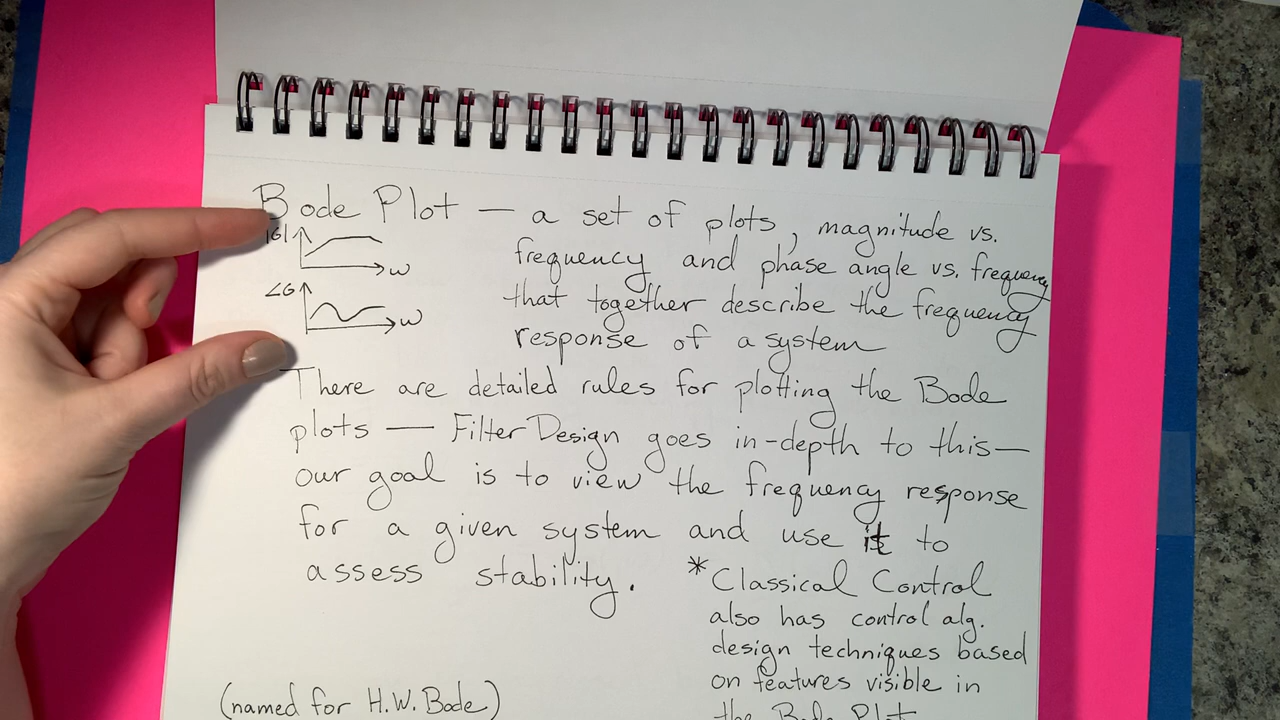 Bode Plot — a set of plots, magnitude vs.
|G|
ω
frequency and phase angle vs. frequency
∠G
ω
that together describe the frequency
response of a system
There are detailed rules for plotting the Bode
plots — Filter Design goes in-depth to this—
our goal is to view the frequency response
for a given system and use it to
assess stability.
* Classical Control
also has control alg.
design techniques based
on features visible in
the Bode Plot
(named for H.W. Bode)